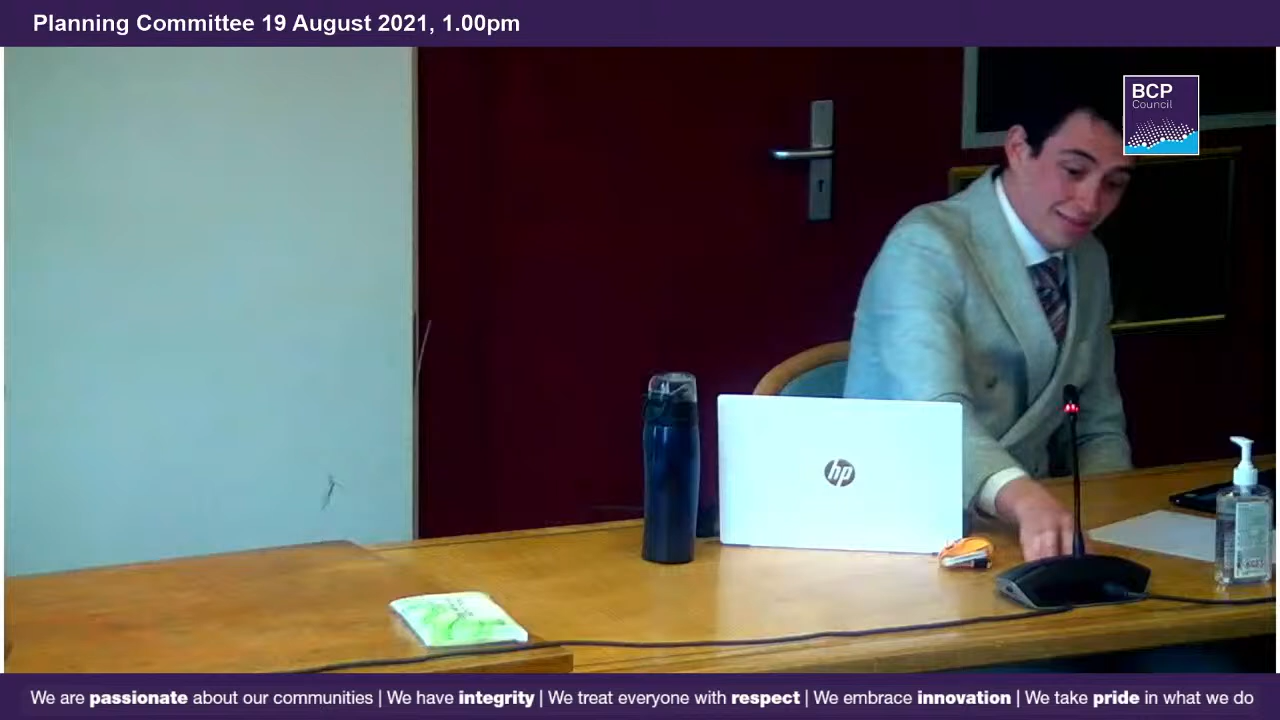 Planning Committee 19 August 2021, 1.00pm
BCP
Council
hp
We are passionate about our communities | We have integrity | We treat everyone with respect | We embrace innovation | We take pride in what we do